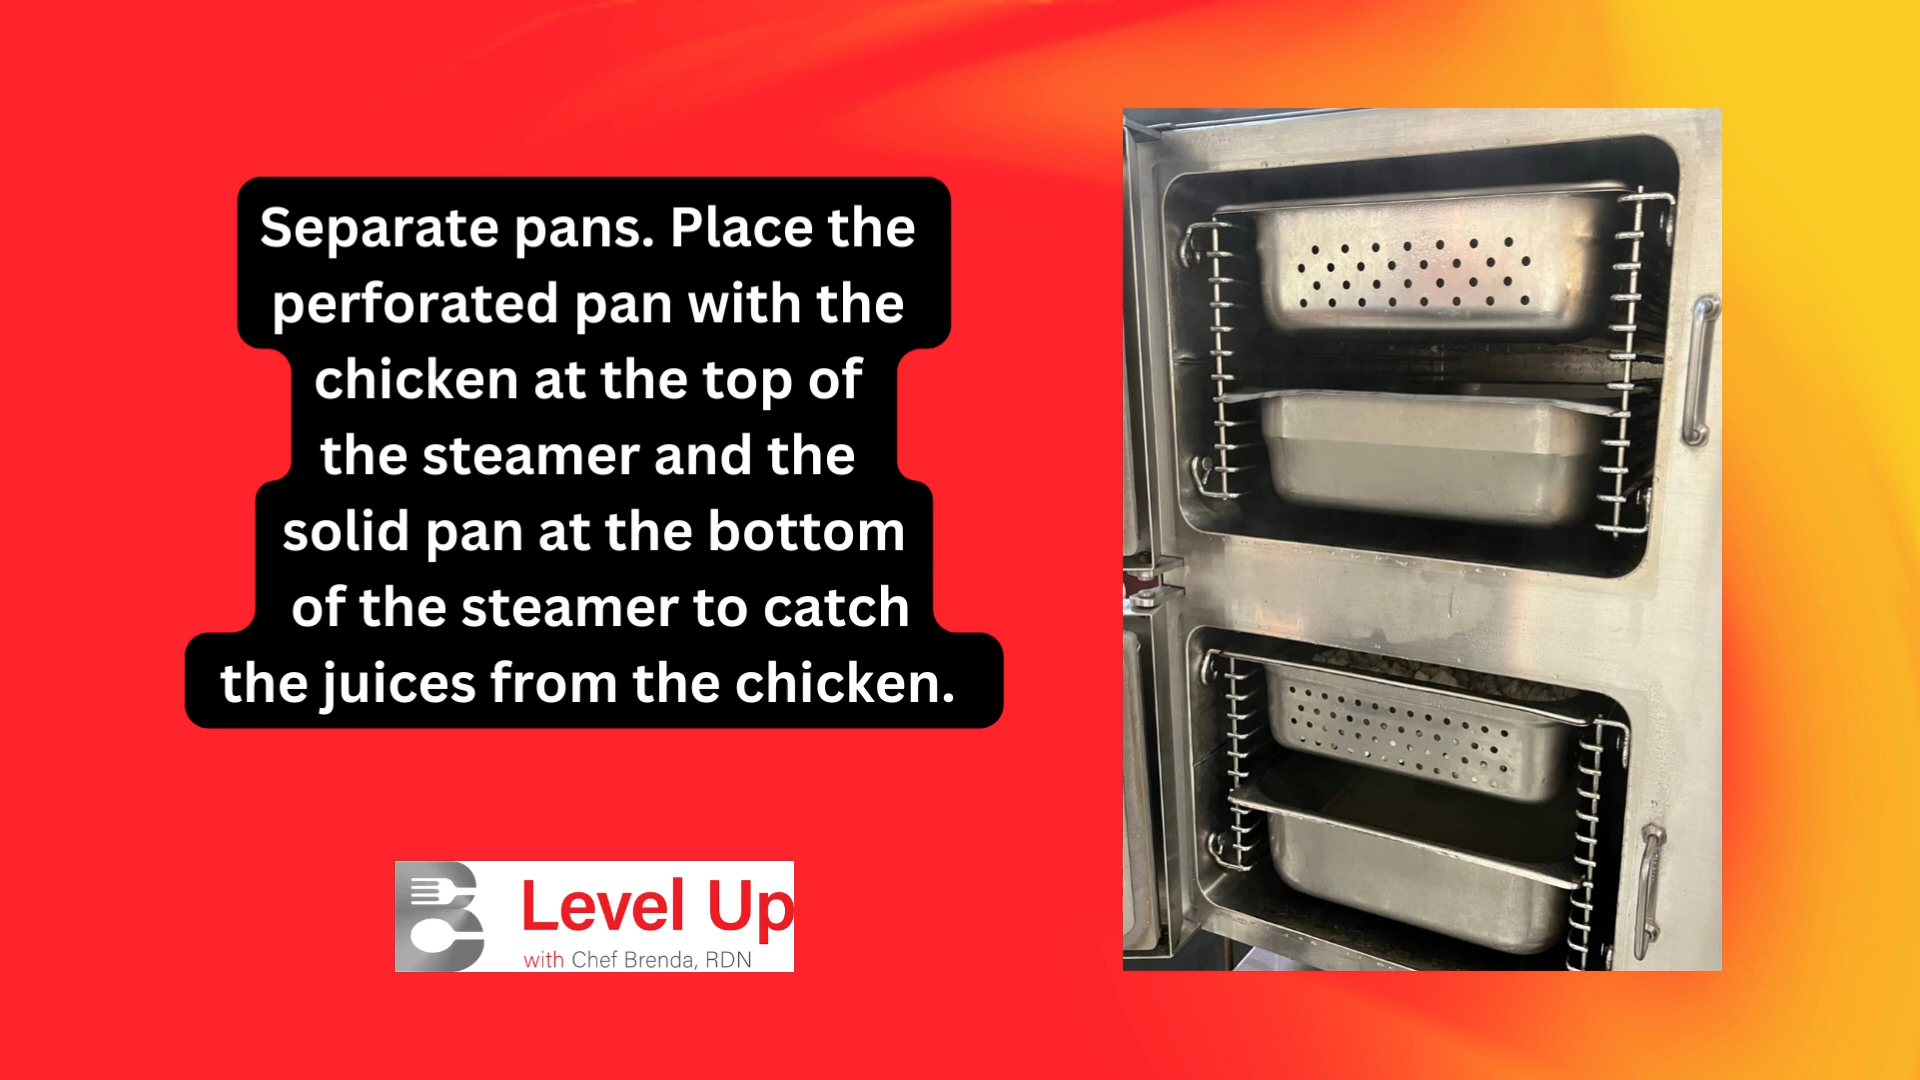 Separate pans. Place the
perforated pan with the
chicken at the top of
the steamer and the
solid pan at the bottom
of the steamer to catch
the juices from the chicken.
Level Up
with Chef Brenda, RDN